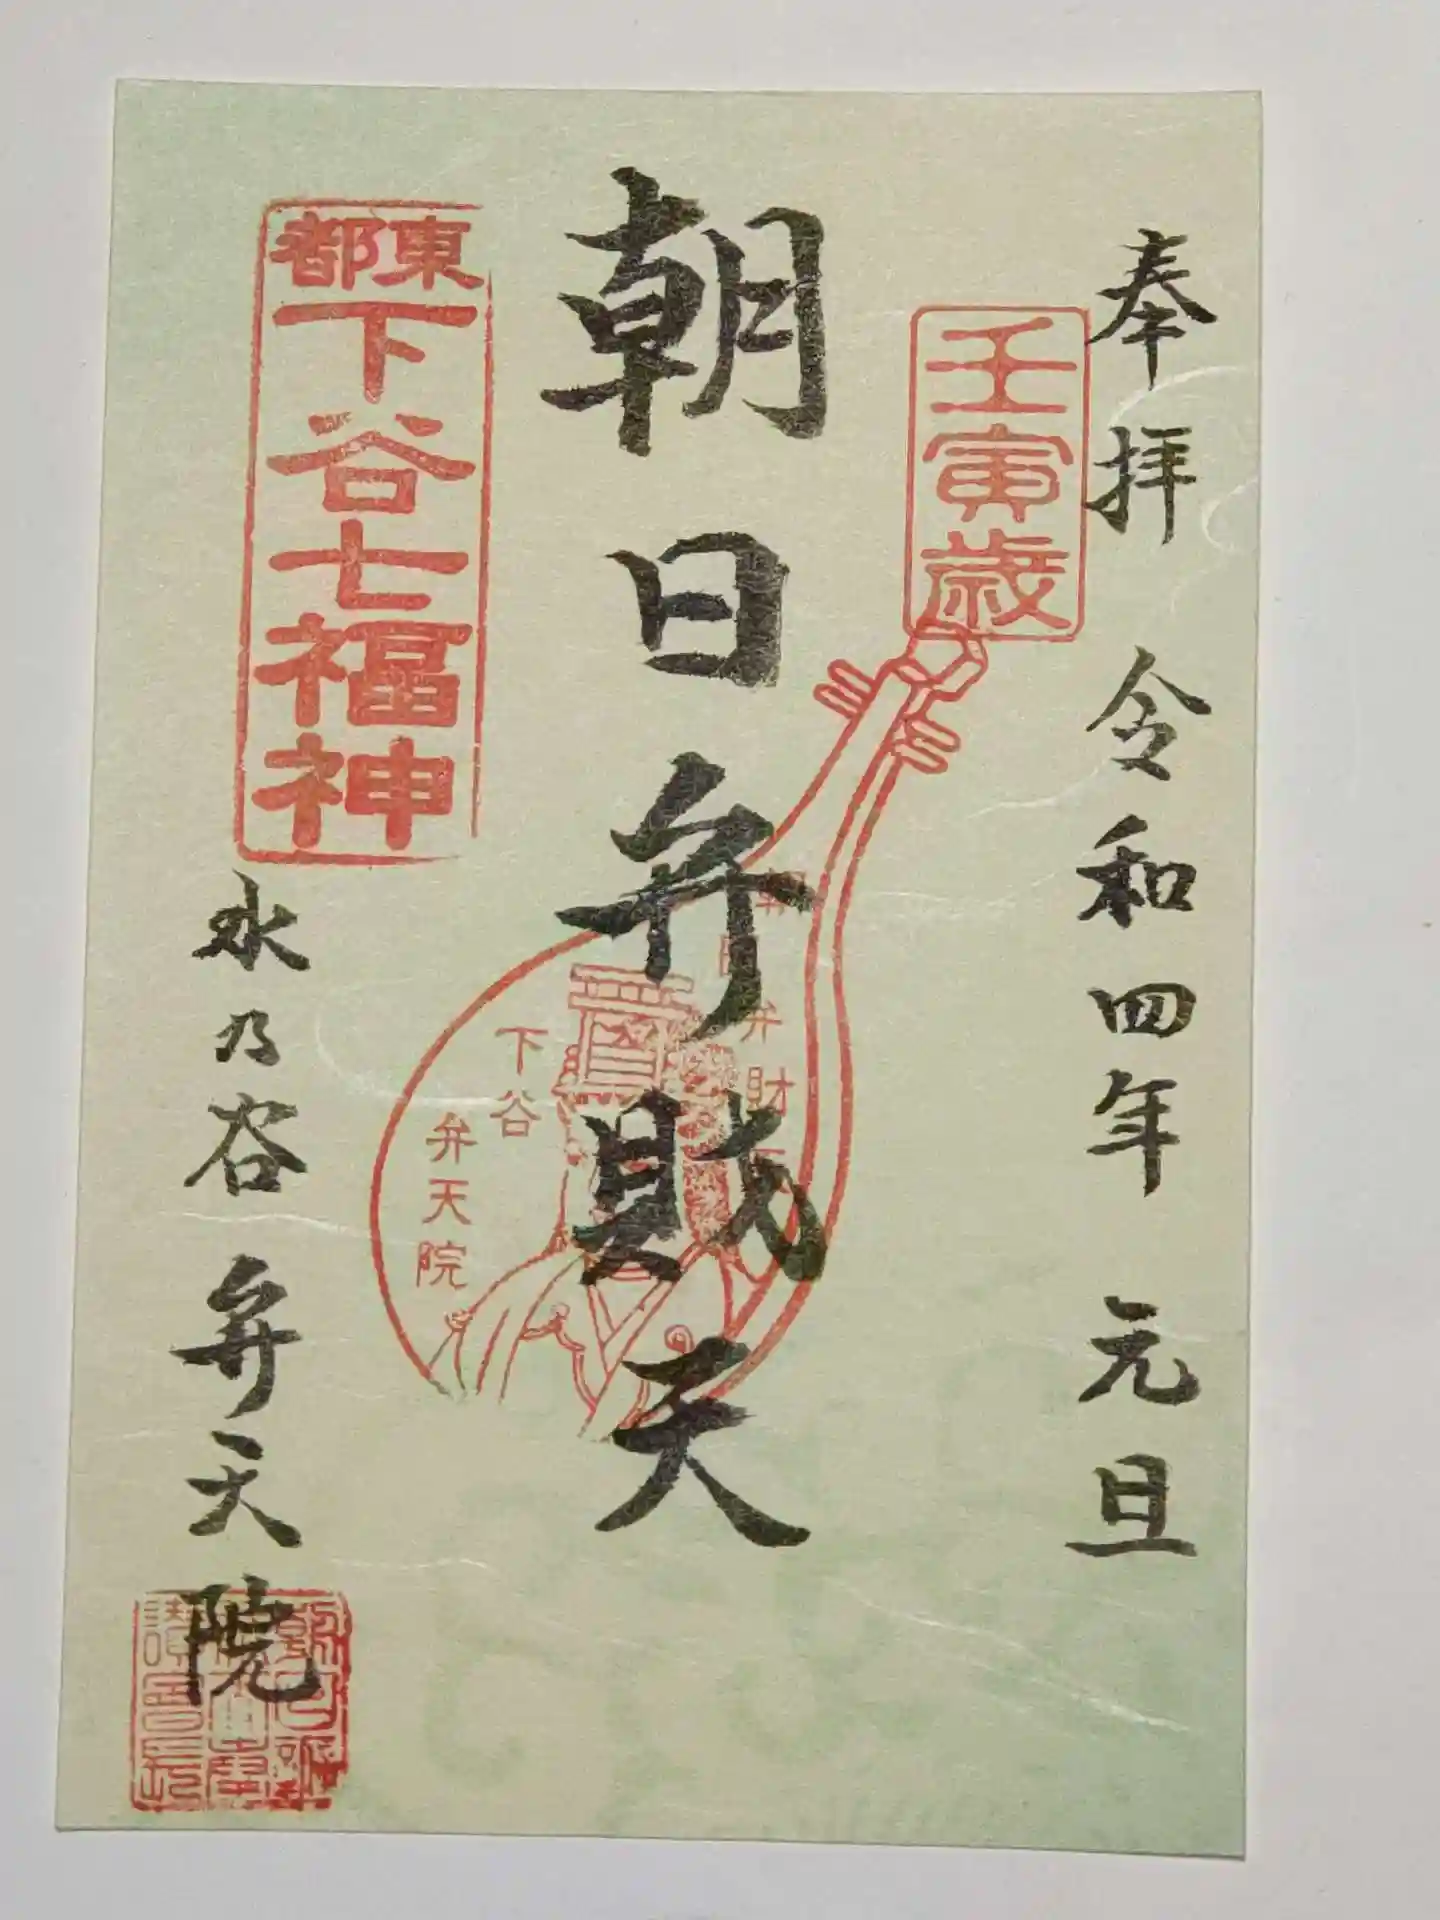 奉拝 令和四年 元旦
壬寅歳
朝日弁財天
下谷
弁天院
東都
下谷七福神
水乃谷 弁天院